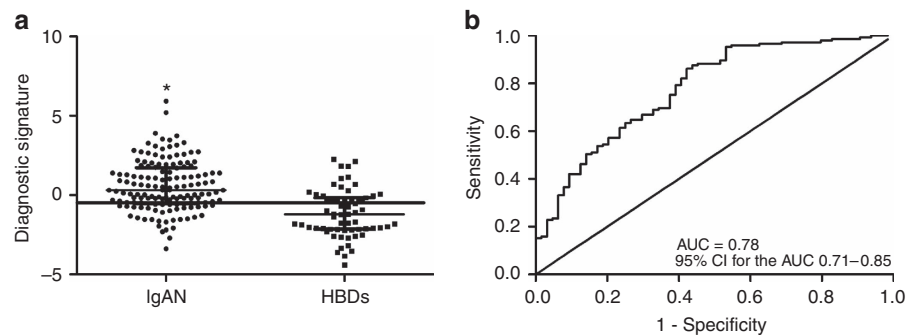 a
10
5
0
–5
Diagnostic signature
*
IgAN
HBDs
b
1.0
0.8
0.6
0.4
0.2
0.0
Sensitivity
AUC = 0.78
95% CI for the AUC 0.71–0.85
0.0 0.2 0.4 0.6 0.8 1.0
1 - Specificity